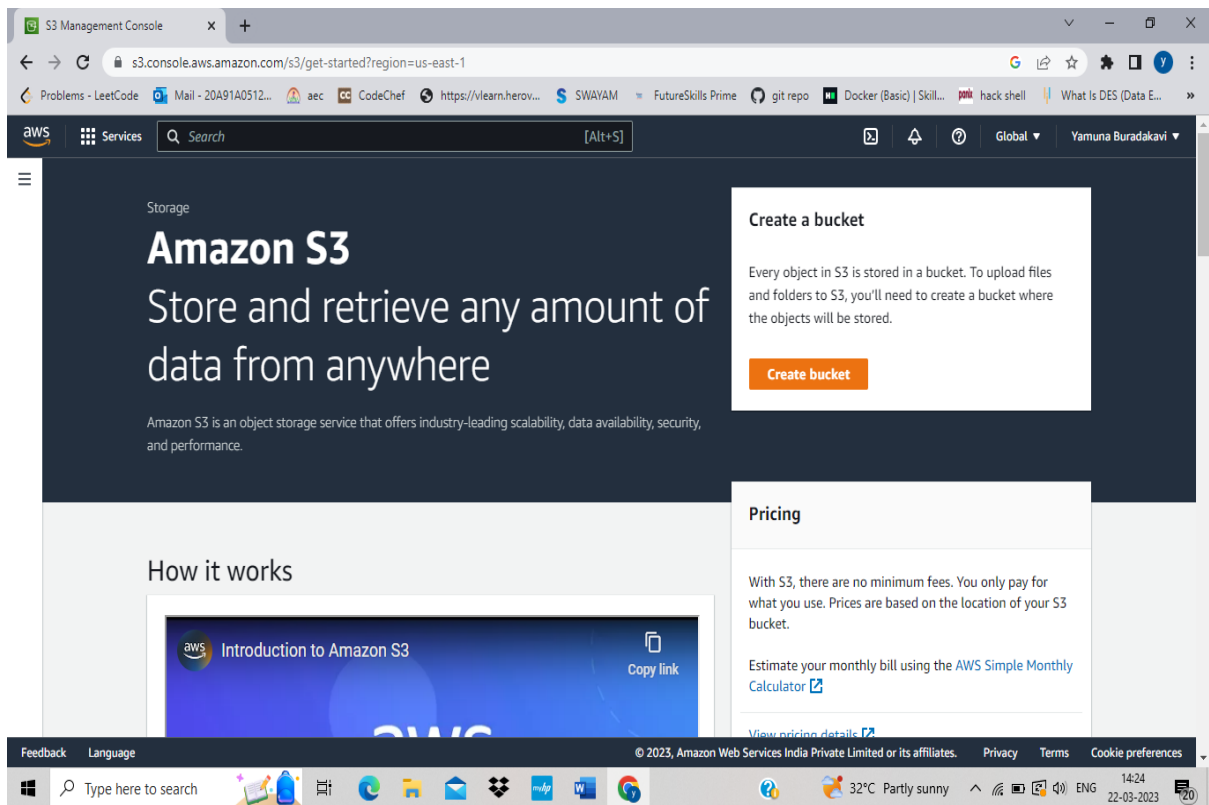 S3 Management Console
s3.console.aws.amazon.com/s3/get-started?region=us-east-1
Problems - LeetCode
Mail - 20A91A0512...
aec
CodeChef
https://vlearn.herov...
SWAYAM
FutureSkills Prime
git repo
Docker (Basic) | Skill...
hack shell
What Is DES (Data E...
»
aws
Services
Search
[Alt+S]
Global
Yamuna Buradakavi
Storage
Amazon S3
Store and retrieve any amount of
data from anywhere
Amazon S3 is an object storage service that offers industry-leading scalability, data availability, security,
and performance.
Create a bucket
Every object in S3 is stored in a bucket. To upload files
and folders to S3, you'll need to create a bucket where
the objects will be stored.
Create bucket
Pricing
With S3, there are no minimum fees. You only pay for
what you use. Prices are based on the location of your S3
bucket.
Estimate your monthly bill using the AWS Simple Monthly
Calculator
View pricing details
How it works
aws
Introduction to Amazon S3
Copy link
aws
Feedback
Language
© 2023, Amazon Web Services India Private Limited or its affiliates.
Privacy
Terms
Cookie preferences
Type here to search
32°C Partly sunny
ENG
14:24
22-03-2023
20